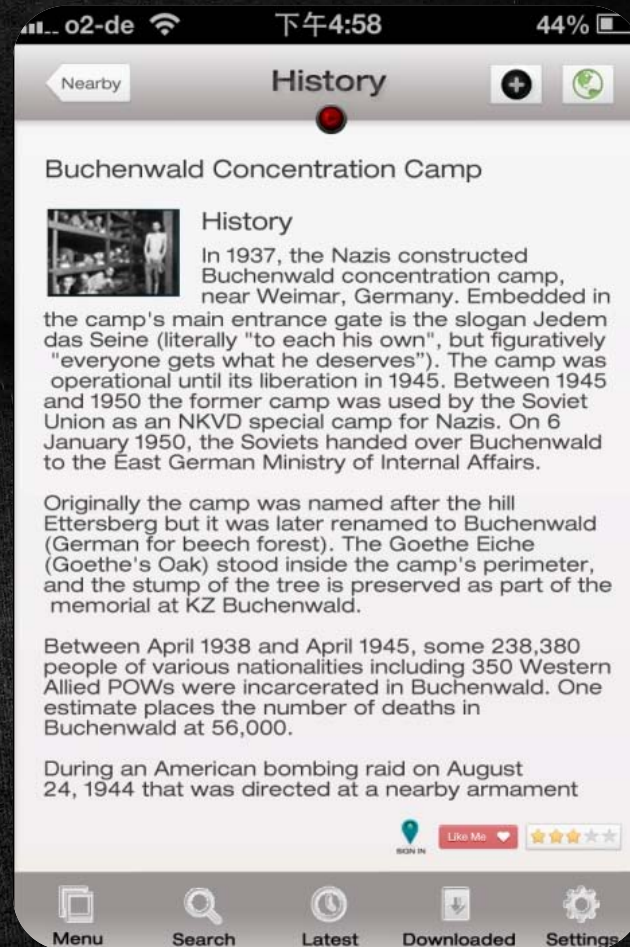 o2-de 下午4:58 44%
Nearby History
Buchenwald Concentration Camp
History
In 1937, the Nazis constructed
Buchenwald concentration camp,
near Weimar, Germany. Embedded in
the camp's main entrance gate is the slogan Jedem
das Seine (literally "to each his own", but figuratively
"everyone gets what he deserves"). The camp was
operational until its liberation in 1945. Between 1945
and 1950 the former camp was used by the Soviet
Union as an NKVD special camp for Nazis. On 6
January 1950, the Soviets handed over Buchenwald
to the East German Ministry of Internal Affairs.
Originally the camp was named after the hill
Ettersberg but it was later renamed to Buchenwald
(German for beech forest). The Goethe Eiche
(Goethe's Oak) stood inside the camp's perimeter,
and the stump of the tree is preserved as part of the
memorial at KZ Buchenwald.
Between April 1938 and April 1945, some 238,380
people of various nationalities including 350 Western
Allied POWs were incarcerated in Buchenwald. One
estimate places the number of deaths in
Buchenwald at 56,000.
During an American bombing raid on August
24, 1944 that was directed at a nearby armament
SIGN IN Like Me
Menu Search Latest Downloaded Settings